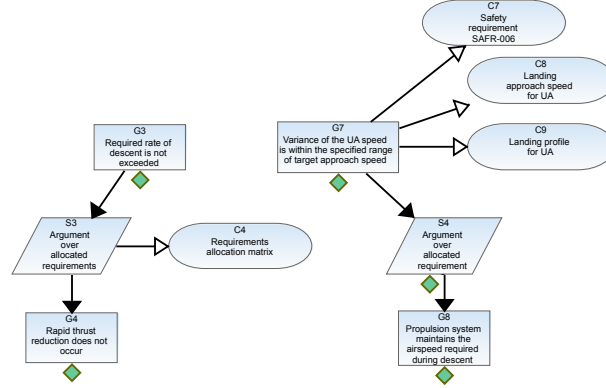 C7
Safety
requirement
SAFR-006
C8
Landing
approach speed
for UA
G3
Required rate of
descent is not
exceeded
G7
Variance of the UA speed
is within the specified range
of target approach speed
C9
Landing profile
for UA
S3
Argument
over
allocated
requirements
C4
Requirements
allocation matrix
S4
Argument
over
allocated
requirement
G4
Rapid thrust
reduction does not
occur
G8
Propulsion system
maintains the
airspeed required
during descent